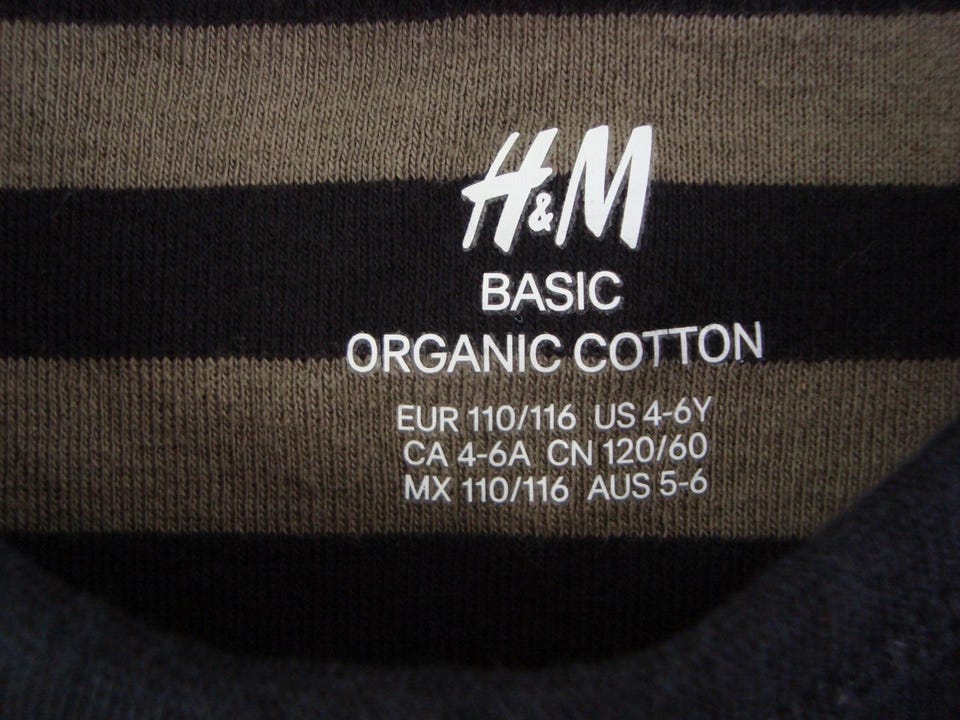 H&M
BASIC
ORGANIC COTTON
EUR 110/116 US 4-6Y
CA 4-6A CN 120/60
MX 110/116 AUS 5-6